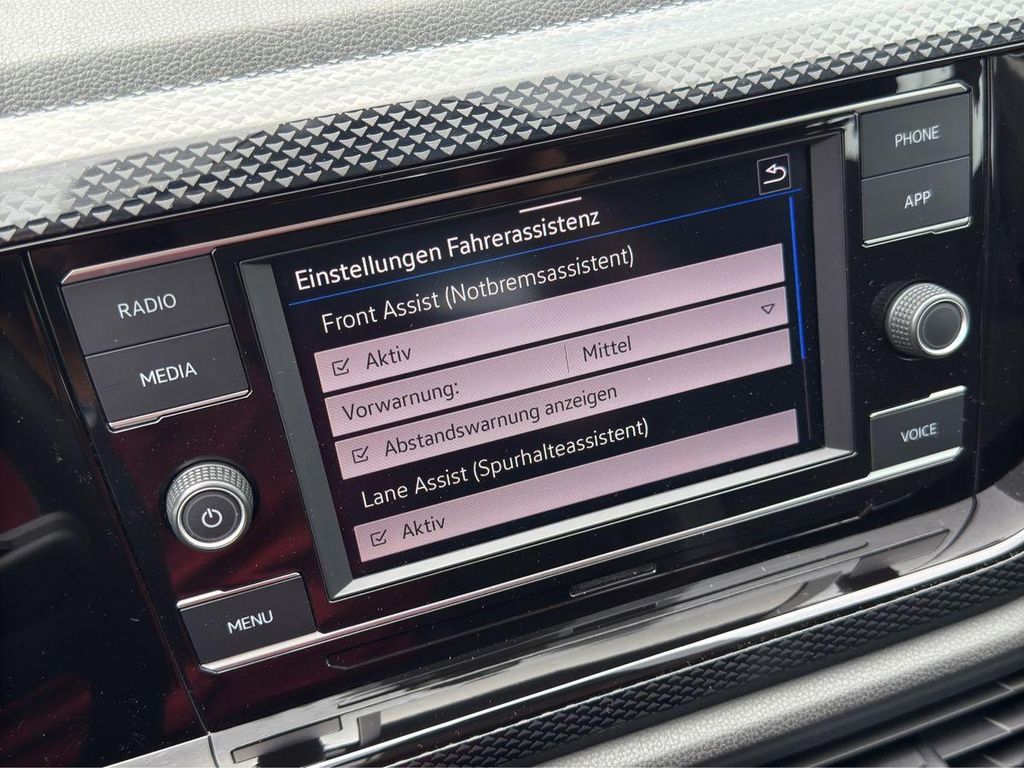 PHONE
APP
Einstellungen Fahrerassistenz
Front Assist (Notbremsassistent)
RADIO
Aktiv
Vorwarnung: Mittel
MEDIA
Abstandswarnung anzeigen
Lane Assist (Spurhalteassistent)
VOICE
Aktiv
MENU